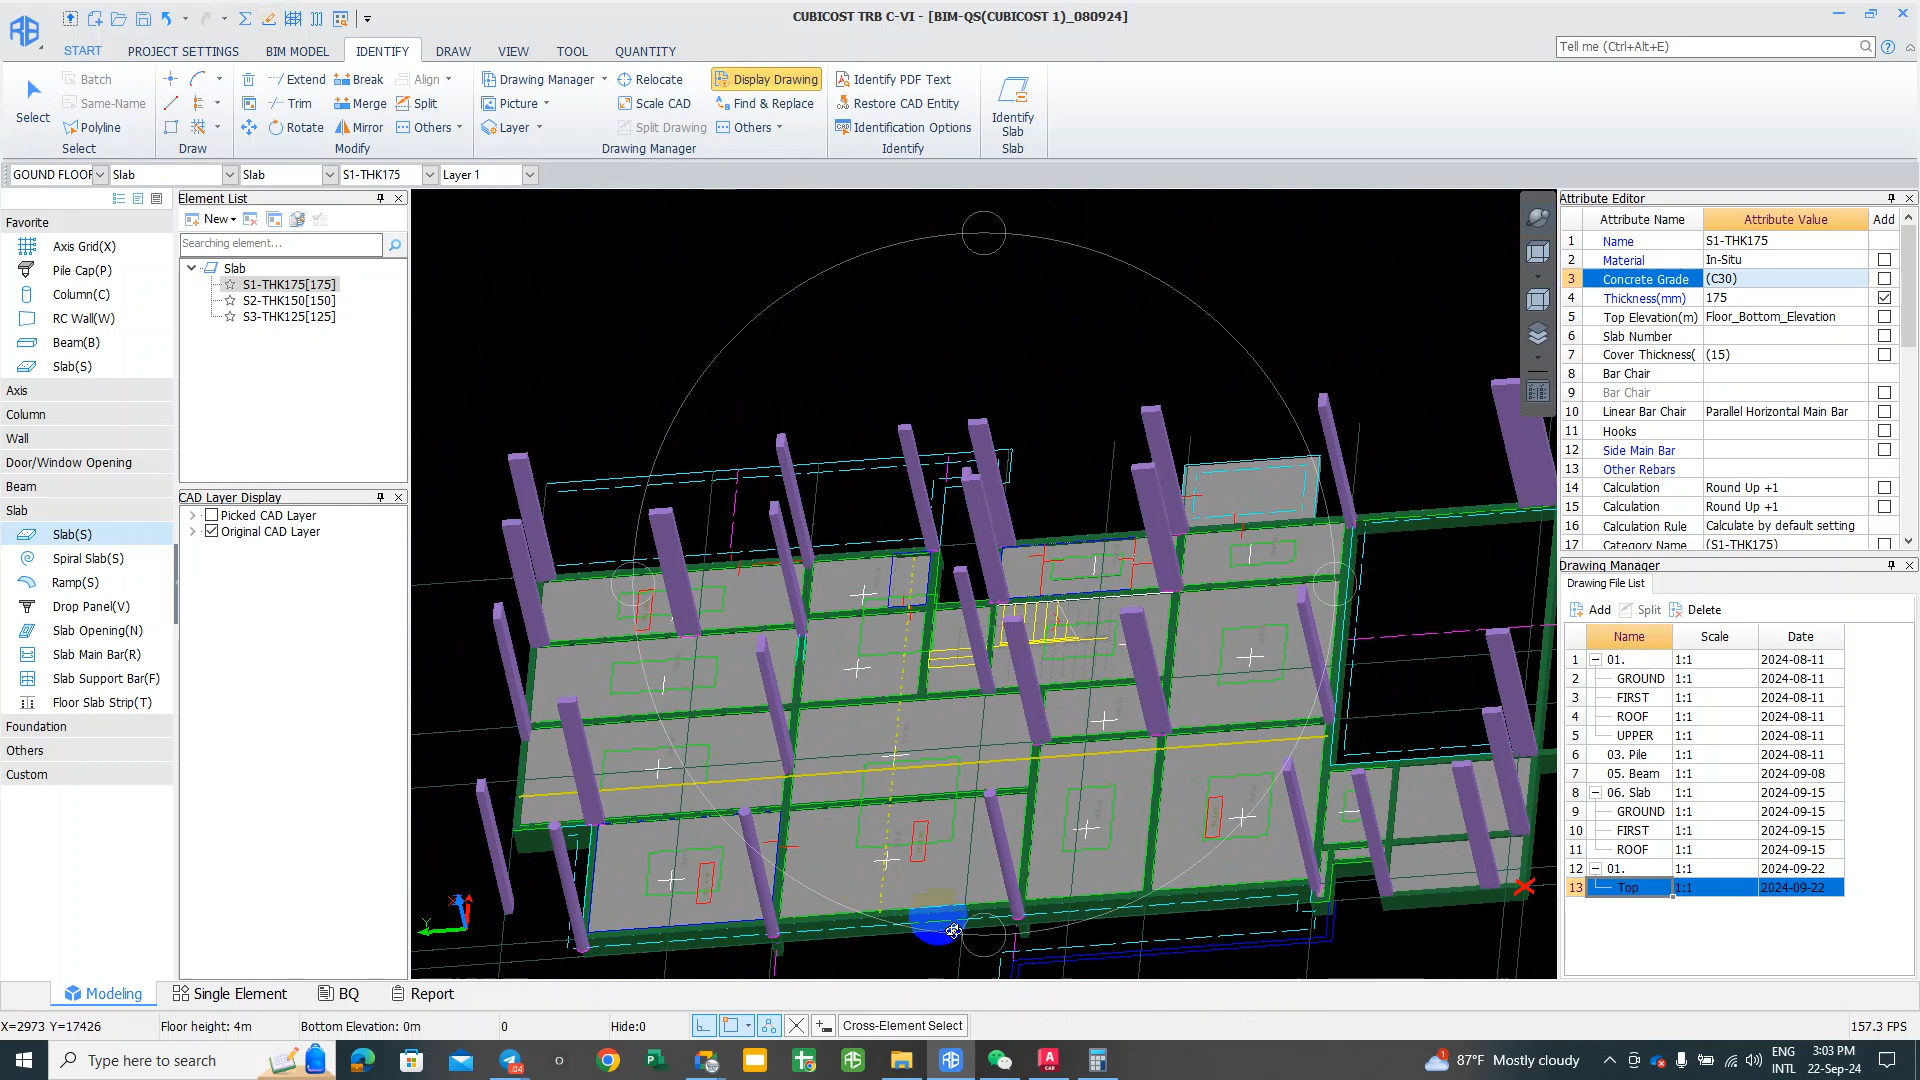 CUBICOST TRB C-VI - [BIM-QS(CUBICOST 1)_080924]
START
PROJECT SETTINGS
BIM MODEL
IDENTIFY
DRAW
VIEW
TOOL
QUANTITY
Tell me (Ctrl+Alt+E)
Select
Batch
Same-Name
Polyline
Select
Draw
Extend
Break
Align
Trim
Merge
Split
Rotate
Mirror
Others
Modify
Drawing Manager
Relocate
Display Drawing
Picture
Scale CAD
Find & Replace
Layer
Split Drawing
Others
Drawing Manager
Identify PDF Text
Restore CAD Entity
Identification Options
Identify
Identify
Slab
Slab
GOUND FLOOR
Slab
Slab
S1-THK175
Layer 1
Favorite
Axis Grid(X)
Pile Cap(P)
Column(C)
RC Wall(W)
Beam(B)
Slab(S)
Axis
Column
Wall
Door/Window Opening
Beam
Slab
Slab(S)
Spiral Slab(S)
Ramp(S)
Drop Panel(V)
Slab Opening(N)
Slab Main Bar(R)
Slab Support Bar(F)
Floor Slab Strip(T)
Foundation
Others
Custom
Element List
New
Searching element...
Slab
S1-THK175[175]
S2-THK150[150]
S3-THK125[125]
CAD Layer Display
Picked CAD Layer
Original CAD Layer
Attribute Editor
Attribute Name Attribute Value Add
1 Name S1-THK175
2 Material In-Situ
3 Concrete Grade (C30)
4 Thickness(mm) 175
5 Top Elevation(m) Floor_Bottom_Elevation
6 Slab Number
7 Cover Thickness( (15)
8 Bar Chair
9 Bar Chair
10 Linear Bar Chair Parallel Horizontal Main Bar
11 Hooks
12 Side Main Bar
13 Other Rebars
14 Calculation Round Up +1
15 Calculation Round Up +1
16 Calculation Rule Calculate by default setting
17 Category Name (S1-THK175)
Drawing Manager
Drawing File List
Add Split Delete
Name Scale Date
1 01. 1:1 2024-08-11
2 GROUND 1:1 2024-08-11
3 FIRST 1:1 2024-08-11
4 ROOF 1:1 2024-08-11
5 UPPER 1:1 2024-08-11
6 03. Pile 1:1 2024-08-11
7 05. Beam 1:1 2024-09-08
8 06. Slab 1:1 2024-09-15
9 GROUND 1:1 2024-09-15
10 FIRST 1:1 2024-09-15
11 ROOF 1:1 2024-09-15
12 01. 1:1 2024-09-22
13 Top 1:1 2024-09-22
Y
Modeling
Single Element
BQ
Report
X=2973 Y=17426
Floor height: 4m
Bottom Elevation: 0m
0
Hide:0
Cross-Element Select
157.3 FPS
Type here to search
87°F Mostly cloudy
ENG
INTL
3:03 PM
22-Sep-24